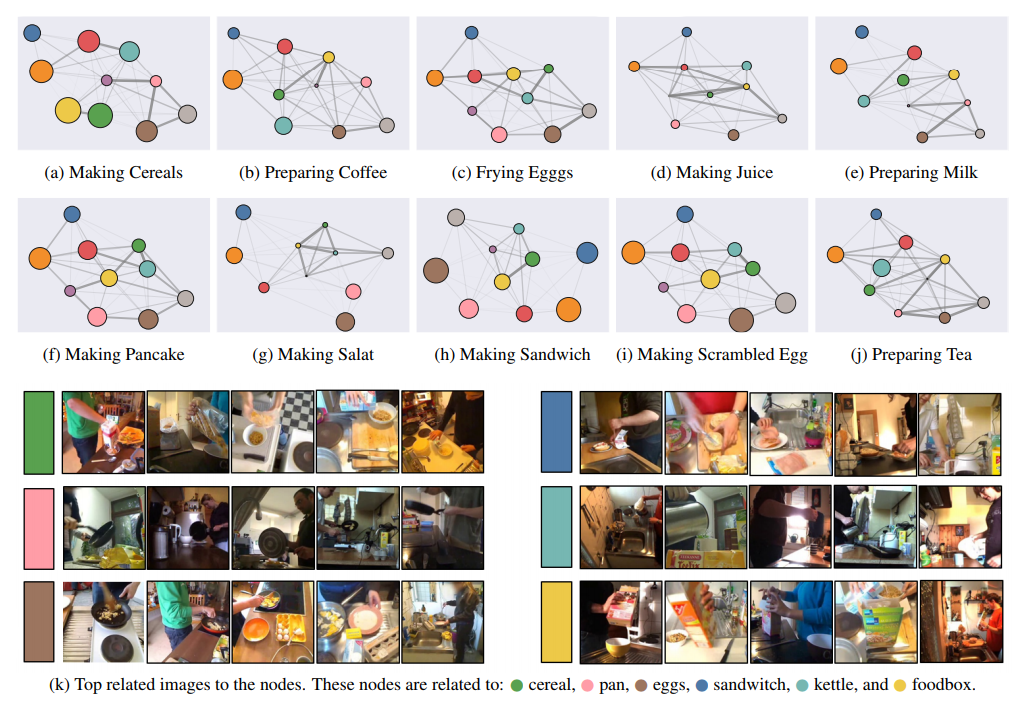 (a) Making Cereals
(b) Preparing Coffee
(c) Frying Egggs
(d) Making Juice
(e) Preparing Milk
(f) Making Pancake
(g) Making Salat
(h) Making Sandwich
(i) Making Scrambled Egg
(j) Preparing Tea
(k) Top related images to the nodes. These nodes are related to: cereal, pan, eggs, sandwitch, kettle, and foodbox.